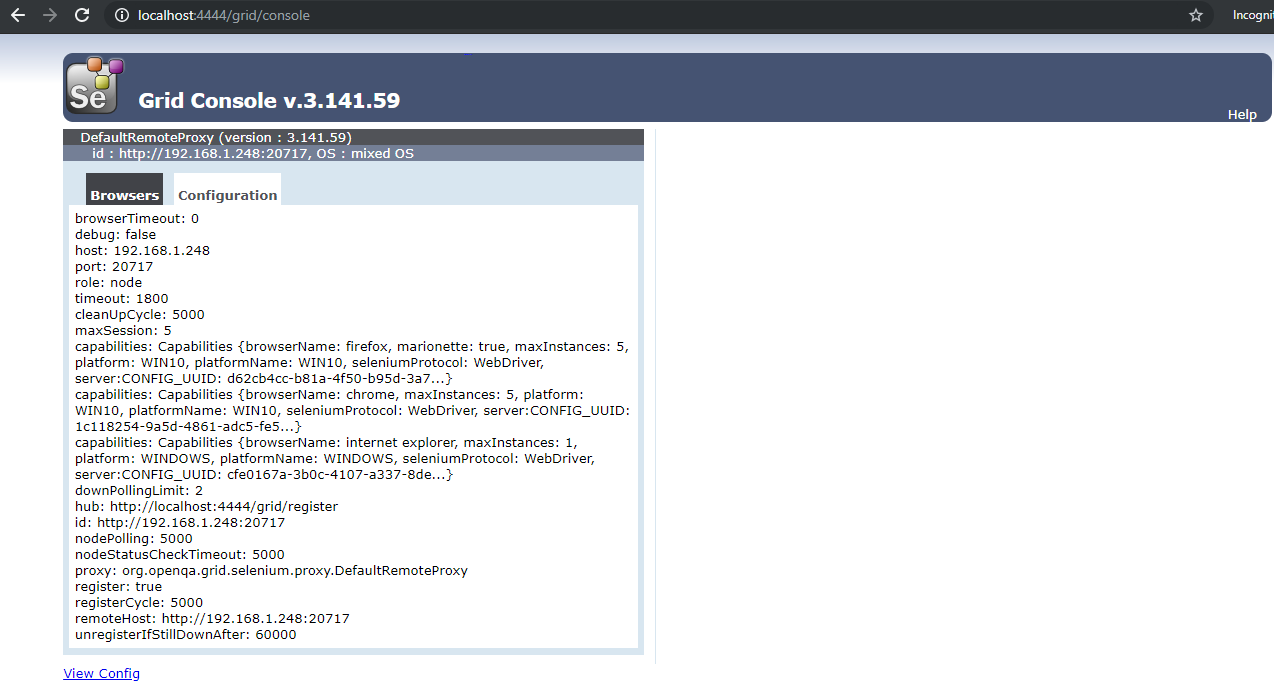 localhost:4444/grid/console
Incogni
Se
Grid Console v.3.141.59
Help
DefaultRemoteProxy (version : 3.141.59)
id : http://192.168.1.248:20717, OS : mixed OS
Browsers Configuration
browserTimeout: 0
debug: false
host: 192.168.1.248
port: 20717
role: node
timeout: 1800
cleanUpCycle: 5000
maxSession: 5
capabilities: Capabilities {browserName: firefox, marionette: true, maxInstances: 5,
platform: WIN10, platformName: WIN10, seleniumProtocol: WebDriver,
server:CONFIG_UUID: d62cb4cc-b81a-4f50-b95d-3a7...}
capabilities: Capabilities {browserName: chrome, maxInstances: 5, platform:
WIN10, platformName: WIN10, seleniumProtocol: WebDriver, server:CONFIG_UUID:
1c118254-9a5d-4861-adc5-fe5...}
capabilities: Capabilities {browserName: internet explorer, maxInstances: 1,
platform: WINDOWS, platformName: WINDOWS, seleniumProtocol: WebDriver,
server:CONFIG_UUID: cfe0167a-3b0c-4107-a337-8de...}
downPollingLimit: 2
hub: http://localhost:4444/grid/register
id: http://192.168.1.248:20717
nodePolling: 5000
nodeStatusCheckTimeout: 5000
proxy: org.openqa.grid.selenium.proxy.DefaultRemoteProxy
register: true
registerCycle: 5000
remoteHost: http://192.168.1.248:20717
unregisterIfStillDownAfter: 60000
View Config